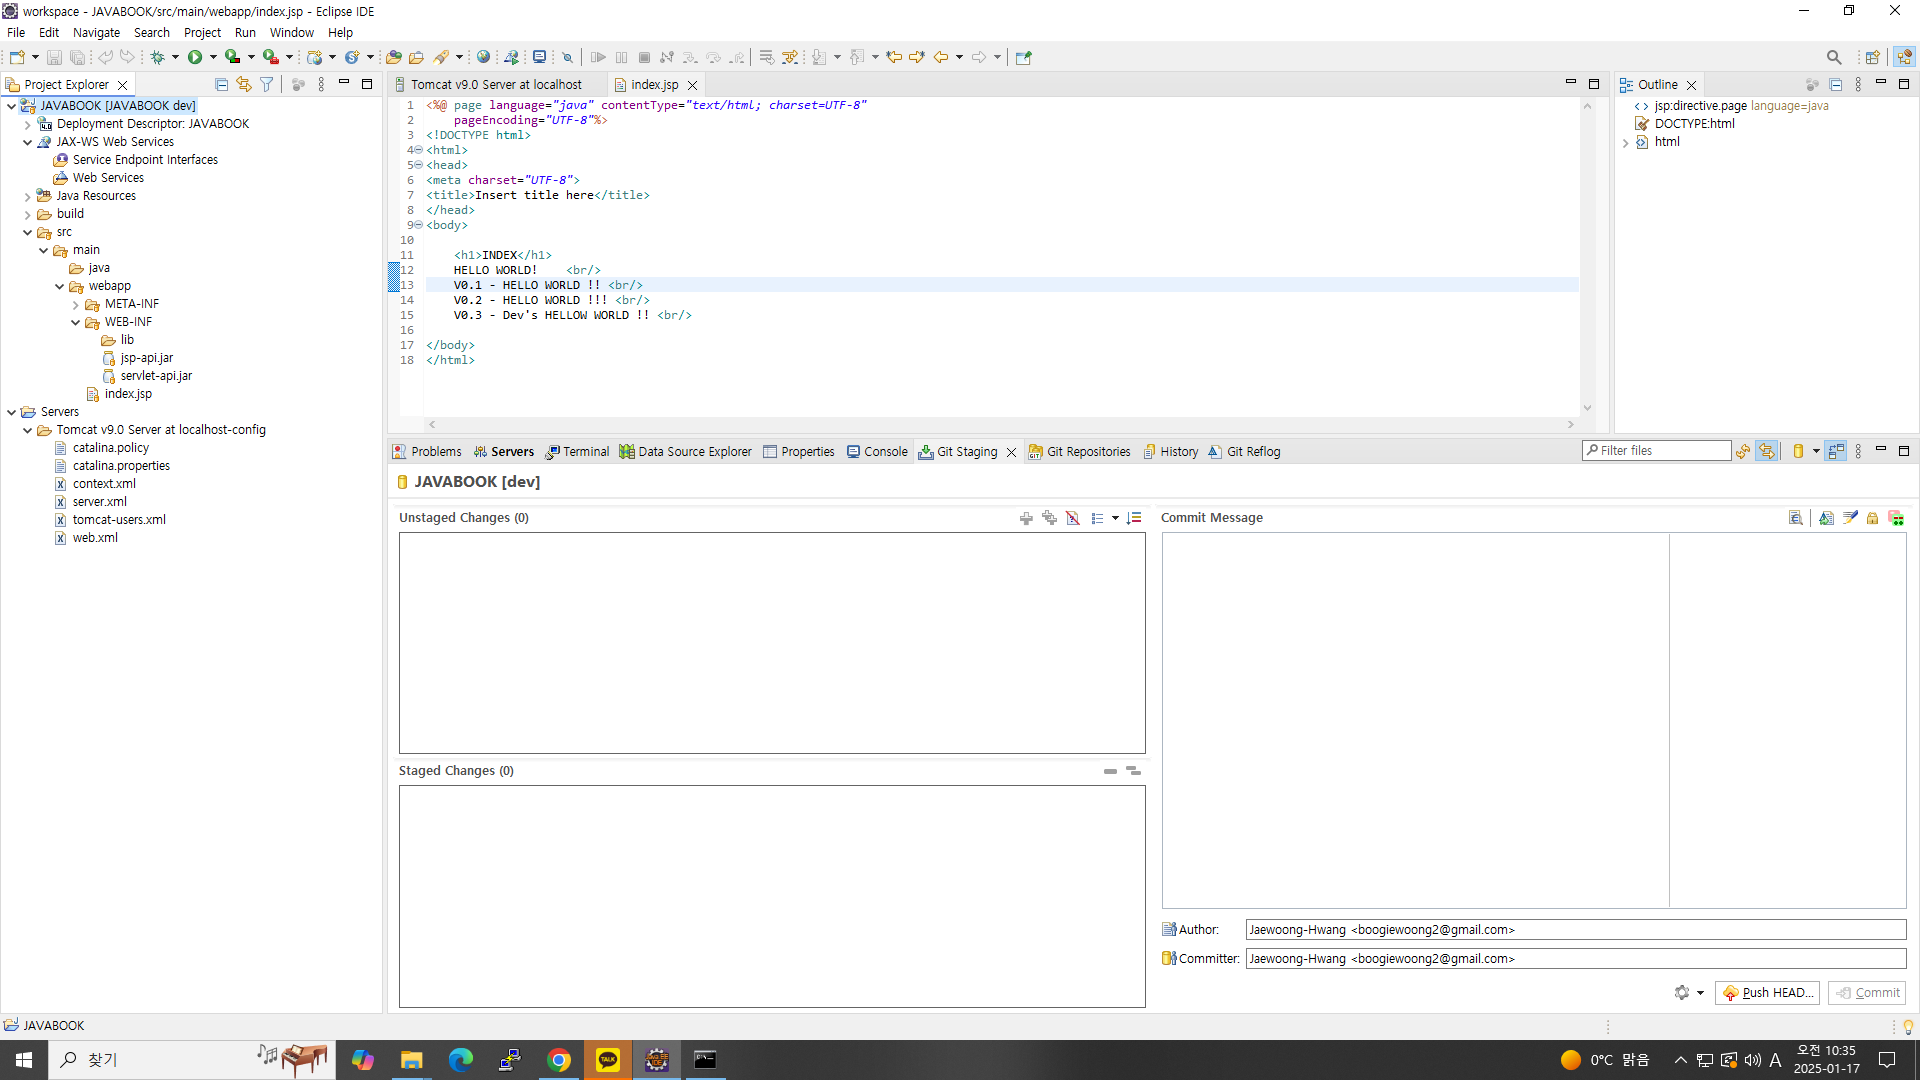 workspace - JAVABOOK/src/main/webapp/index.jsp - Eclipse IDE
File Edit Navigate Search Project Run Window Help
Project Explorer
JAVABOOK [JAVABOOK dev]
Deployment Descriptor: JAVABOOK
JAX-WS Web Services
Service Endpoint Interfaces
Web Services
Java Resources
build
src
main
java
webapp
META-INF
WEB-INF
lib
jsp-api.jar
servlet-api.jar
index.jsp
Servers
Tomcat v9.0 Server at localhost-config
catalina.policy
catalina.properties
context.xml
server.xml
tomcat-users.xml
web.xml
Tomcat v9.0 Server at localhost index.jsp
1 <%@ page language="java" contentType="text/html; charset=UTF-8"
2 pageEncoding="UTF-8"%>
3 <!DOCTYPE html>
4 <html>
5 <head>
6 <meta charset="UTF-8">
7 <title>Insert title here</title>
8 </head>
9 <body>
10
11 <h1>INDEX</h1>
12 HELLO WORLD! <br/>
13 V0.1 - HELLO WORLD !! <br/>
14 V0.2 - HELLO WORLD !!! <br/>
15 V0.3 - Dev's HELLOW WORLD !! <br/>
16
17 </body>
18 </html>
Outline
jsp:directive.page language=java
DOCTYPE:html
html
Problems Servers Terminal Data Source Explorer Properties Console Git Staging Git Repositories History Git Reflog
Filter files
JAVABOOK [dev]
Unstaged Changes (0)
Staged Changes (0)
Commit Message
Author: Jaewoong-Hwang <boogiewoong2@gmail.com>
Committer: Jaewoong-Hwang <boogiewoong2@gmail.com>
Push HEAD... Commit
JAVABOOK
찾기
TALK
Java EE IDE
0°C 맑음
A
오전 10:35
2025-01-17